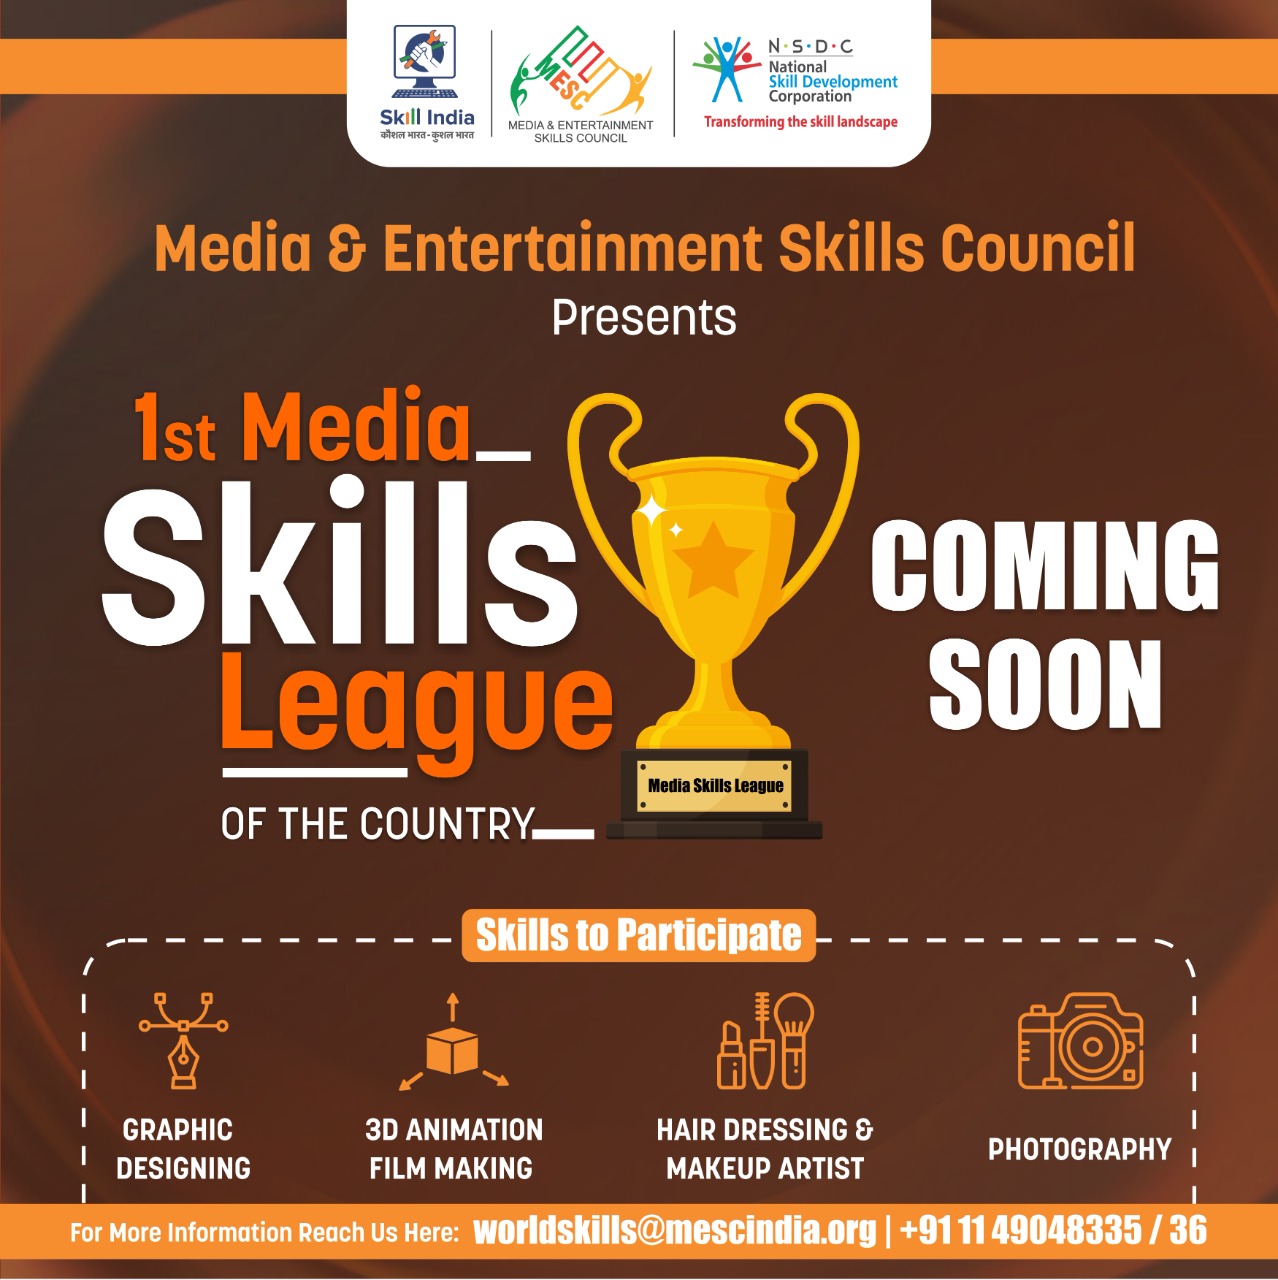 Skill India
कौशल भारत-कुशल भारत
MESC
MEDIA & ENTERTAINMENT
SKILLS COUNCIL
N·S·D·C
National
Skill Development
Corporation
Transforming the skill landscape
Media & Entertainment Skills Council
Presents
1st Media
Skills
League
OF THE COUNTRY
Media Skills League
COMING
SOON
Skills to Participate
GRAPHIC
DESIGNING
3D ANIMATION
FILM MAKING
HAIR DRESSING &
MAKEUP ARTIST
PHOTOGRAPHY
For More Information Reach Us Here: worldskills@mescindia.org | +91 11 49048335 / 36